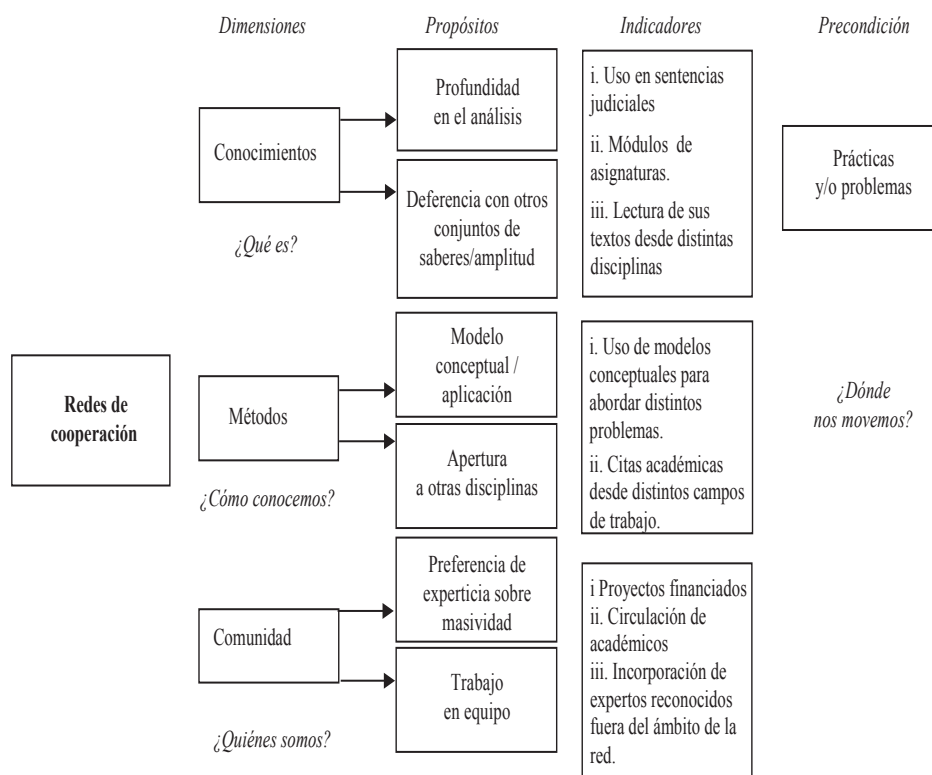 Dimensiones
Propósitos
Indicadores
Precondición
Redes de
cooperación
Conocimientos
¿Qué es?
Profundidad
en el análisis
Deferencia con otros
conjuntos de
saberes/amplitud
i. Uso en sentencias
judiciales
ii. Módulos de
asignaturas.
iii. Lectura de sus
textos desde distintas
disciplinas
Prácticas
y/o problemas
Métodos
¿Cómo conocemos?
Modelo
conceptual /
aplicación
Apertura
a otras disciplinas
i. Uso de modelos
conceptuales para
abordar distintos
problemas.
ii. Citas académicas
desde distintos campos
de trabajo.
¿Dónde
nos movemos?
Comunidad
¿Quiénes somos?
Preferencia de
experticia sobre
masividad
Trabajo
en equipo
i Proyectos financiados
ii. Circulación de
académicos
iii. Incorporación de
expertos reconocidos
fuera del ámbito de la
red.